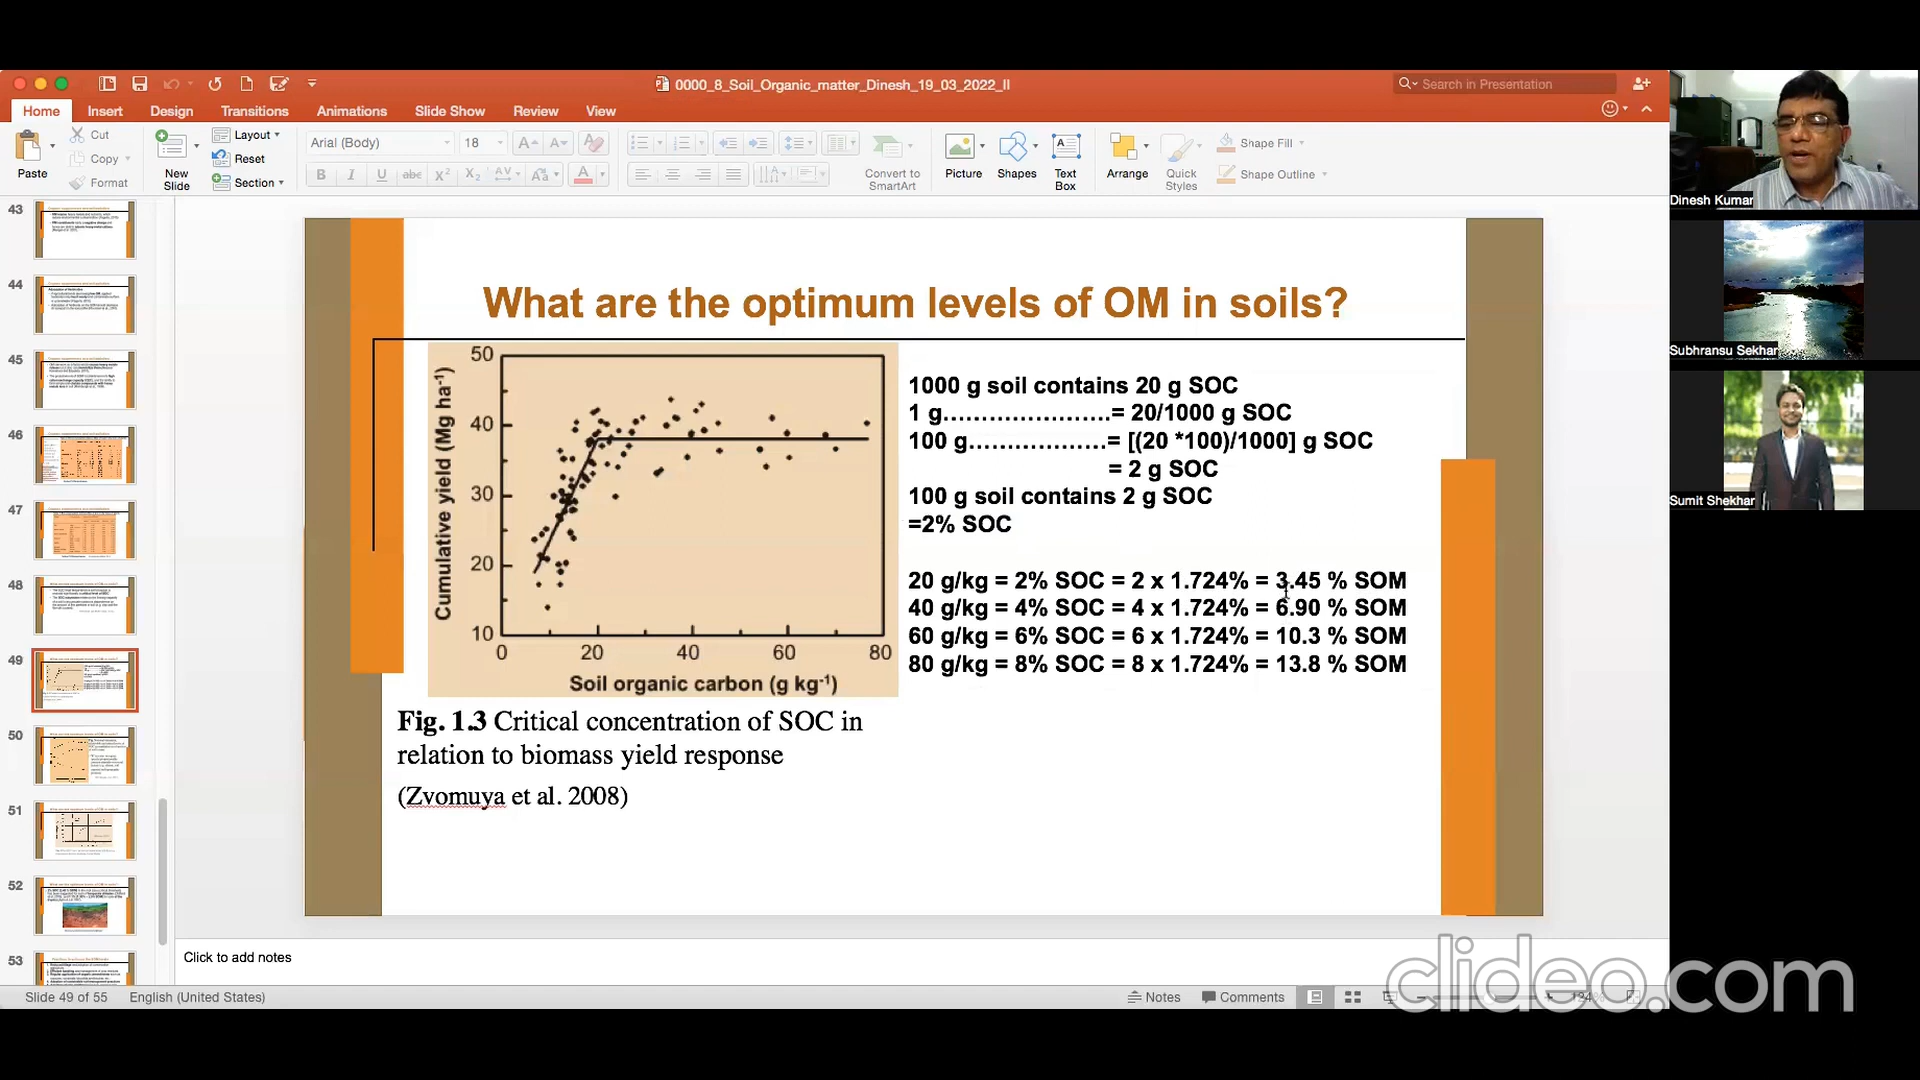 0000_8_Soil_Organic_matter_Dinesh_19_03_2022_II
Search in Presentation
Home Insert Design Transitions Animations Slide Show Review View
Paste
Cut
Copy
Format
New Slide
Layout
Reset
Section
Arial (Body) 18
Convert to SmartArt
Picture
Shapes
Text Box
Arrange
Quick Styles
Shape Fill
Shape Outline
43
44
45
46
47
48
49
50
51
52
53
What are the optimum levels of OM in soils?
Cumulative yield (Mg ha-1)
50
40
30
20
10
0 20 40 60 80
Soil organic carbon (g kg-1)
Fig. 1.3 Critical concentration of SOC in
relation to biomass yield response
(Zvomuya et al. 2008)
1000 g soil contains 20 g SOC
1 g......................= 20/1000 g SOC
100 g..................= [(20 *100)/1000] g SOC
= 2 g SOC
100 g soil contains 2 g SOC
=2% SOC
20 g/kg = 2% SOC = 2 x 1.724% = 3.45 % SOM
40 g/kg = 4% SOC = 4 x 1.724% = 6.90 % SOM
60 g/kg = 6% SOC = 6 x 1.724% = 10.3 % SOM
80 g/kg = 8% SOC = 8 x 1.724% = 13.8 % SOM
Click to add notes
Slide 49 of 55 English (United States)
Notes Comments 124%
Dinesh Kumar
Subhransu Sekhar
Sumit Shekhar
clideo.com